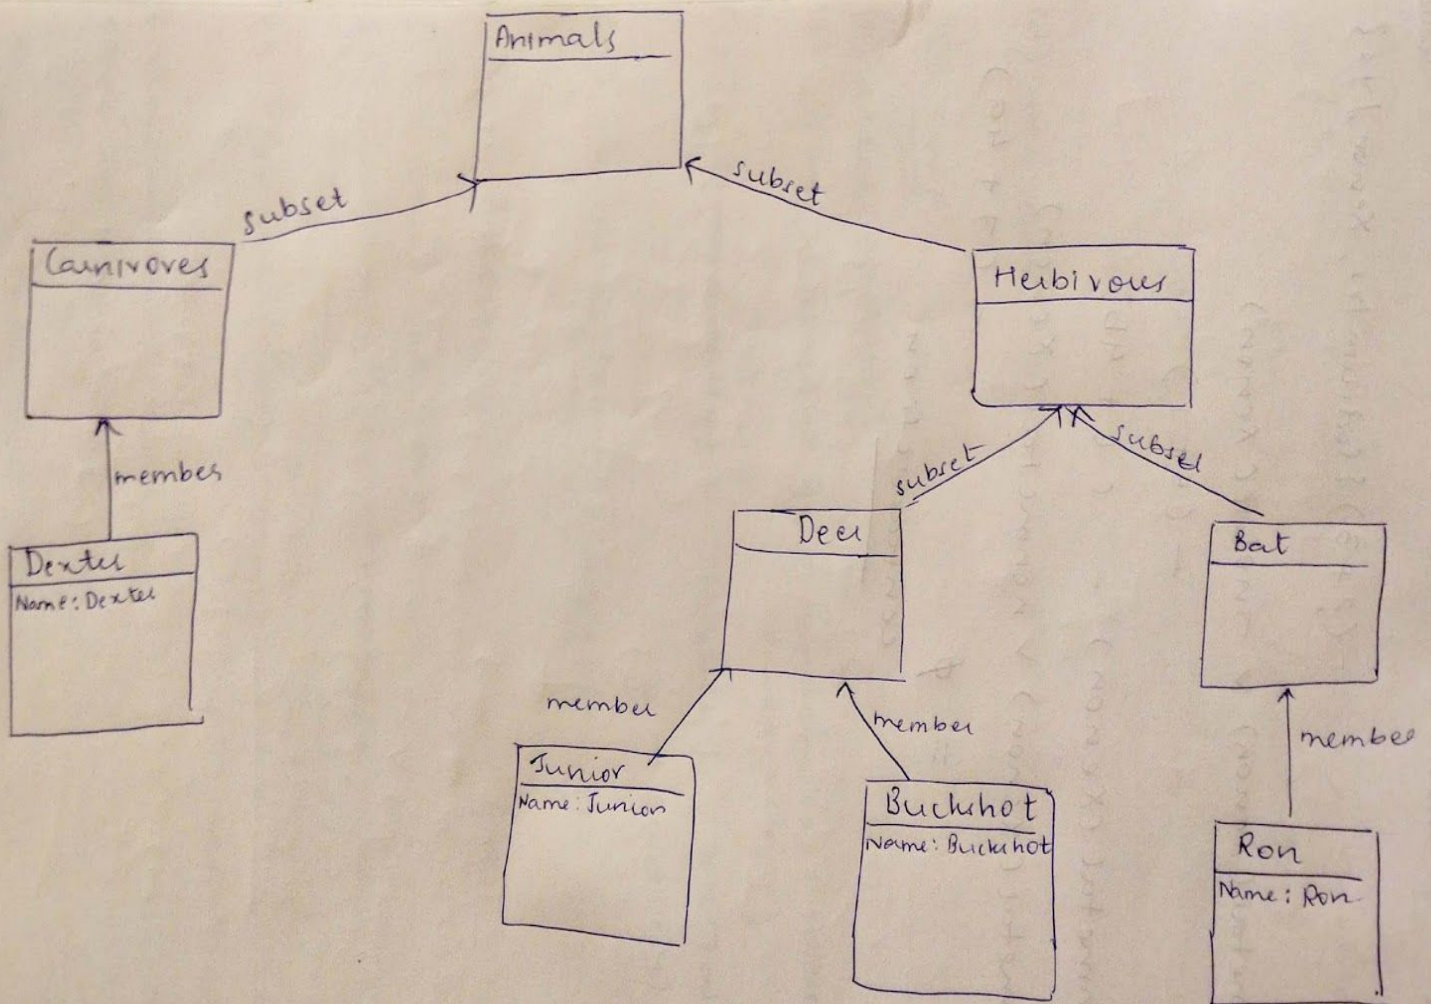 Animals
subset
subset
Carnivores
Herbivores
member
subset
subset
Deer
Bat
Dexter
Name: Dexter
member
member
member
Junior
Name: Junior
Buckshot
Name: Buckshot
Ron
Name: Ron